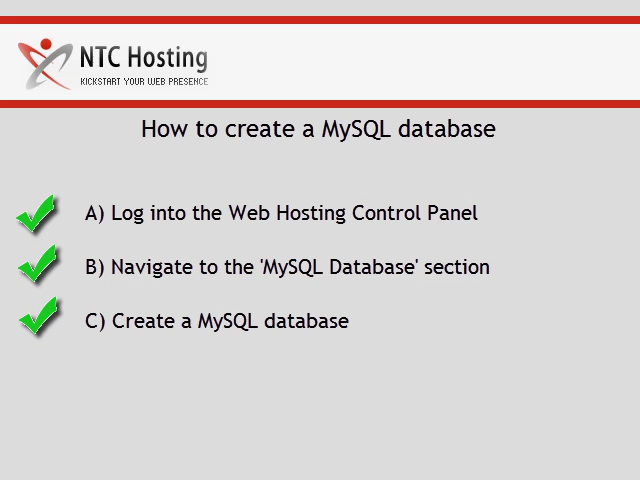 NTC Hosting
KICKSTART YOUR WEB PRESENCE
How to create a MySQL database
A) Log into the Web Hosting Control Panel
B) Navigate to the 'MySQL Database' section
C) Create a MySQL database